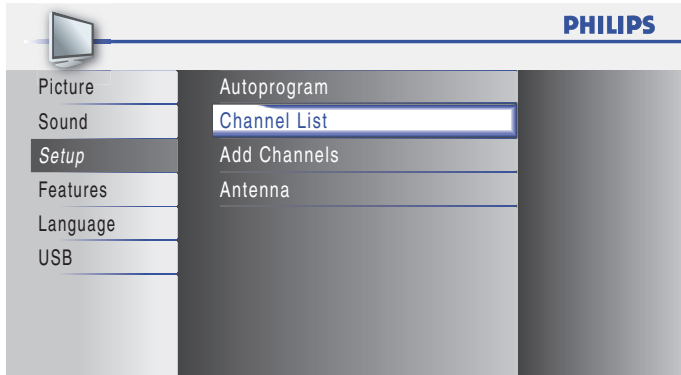 PHILIPS
Picture
Sound
Setup
Features
Language
USB
Autoprogram
Channel List
Add Channels
Antenna